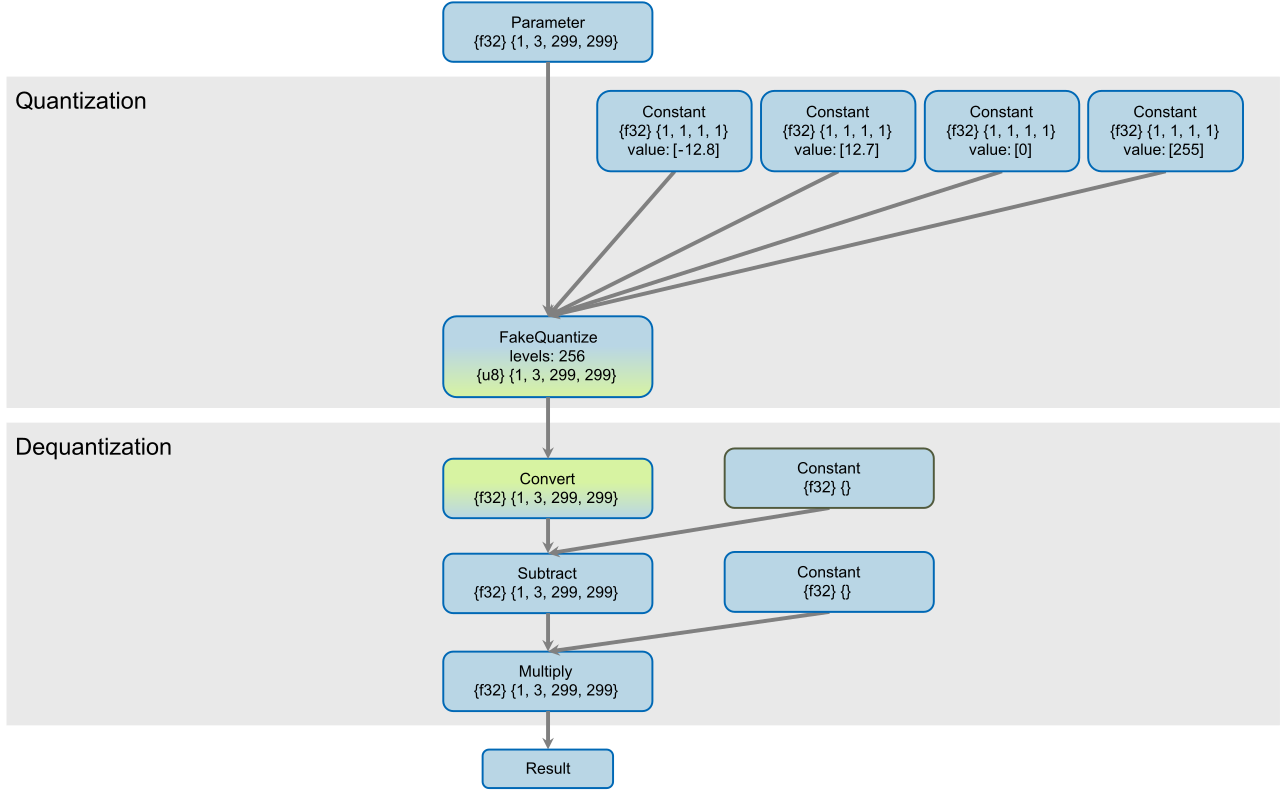 Parameter
{f32} {1, 3, 299, 299}
Quantization
Constant
{f32} {1, 1, 1, 1}
value: [-12.8]
Constant
{f32} {1, 1, 1, 1}
value: [12.7]
Constant
{f32} {1, 1, 1, 1}
value: [0]
Constant
{f32} {1, 1, 1, 1}
value: [255]
FakeQuantize
levels: 256
{u8} {1, 3, 299, 299}
Dequantization
Convert
{f32} {1, 3, 299, 299}
Constant
{f32} {}
Subtract
{f32} {1, 3, 299, 299}
Constant
{f32} {}
Multiply
{f32} {1, 3, 299, 299}
Result